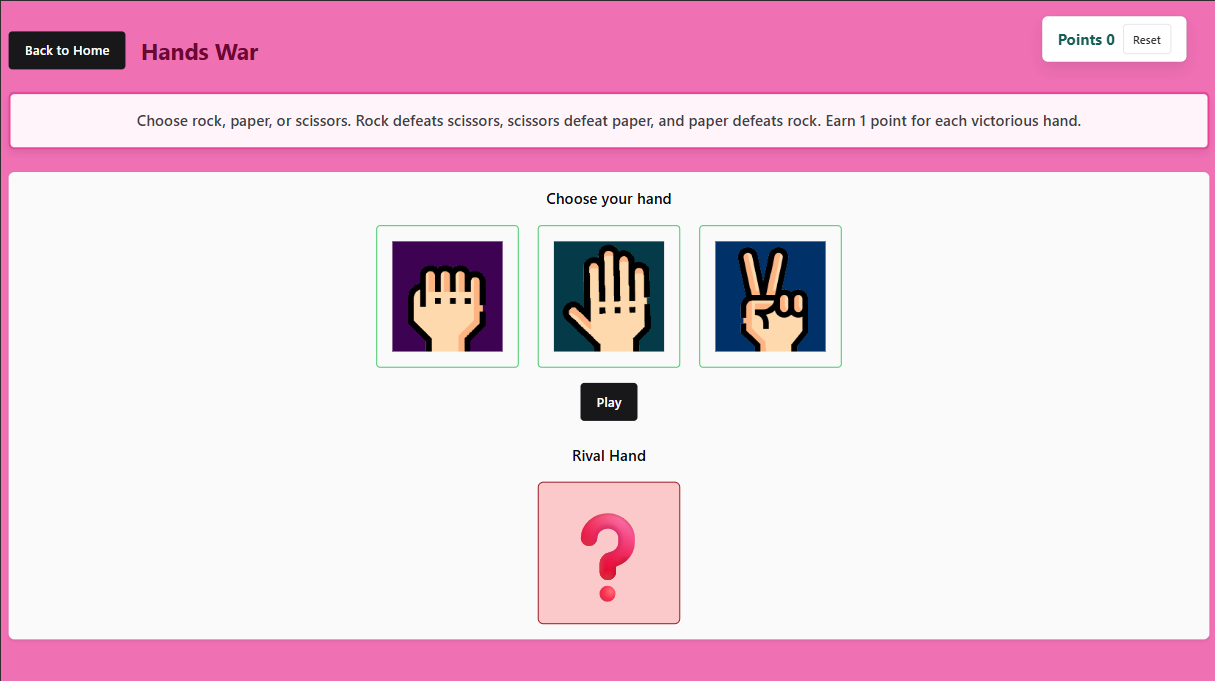 Back to Home
Hands War
Points 0
Reset
Choose rock, paper, or scissors. Rock defeats scissors, scissors defeat paper, and paper defeats rock. Earn 1 point for each victorious hand.
Choose your hand
Play
Rival Hand